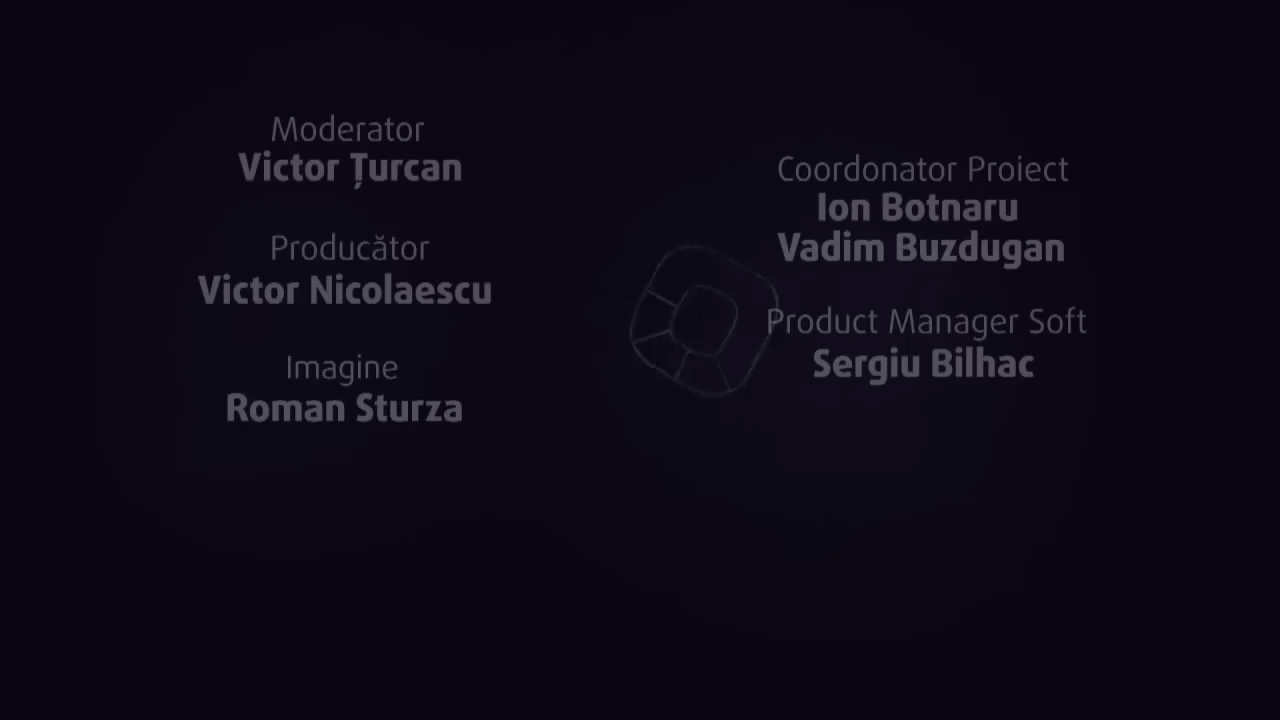 Moderator
Victor Țurcan
Producător
Victor Nicolaescu
Imagine
Roman Sturza
Coordonator Proiect
Ion Botnaru
Vadim Buzdugan
Product Manager Soft
Sergiu Bilhac